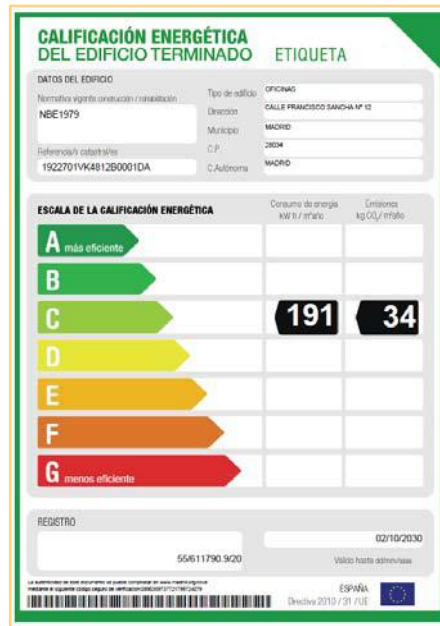 CALIFICACIÓN ENERGÉTICA
DEL EDIFICIO TERMINADO ETIQUETA
DATOS DEL EDIFICIO
Normativa vigente construcción / rehabilitación
NBE1979
Referencia/s catastral/es
1922701VK4812B0001DA
Tipo de edificio OFICINAS
Dirección CALLE FRANCISCO SANCHA Nº 12
Municipio MADRID
C.P. 28034
C.Autónoma MADRID
ESCALA DE LA CALIFICACIÓN ENERGÉTICA
Consumo de energía
kW h / m²año
Emisiones
kg CO₂/ m²año
A más eficiente
B
C 191 34
D
E
F
G menos eficiente
REGISTRO
55/611790.9/20
02/10/2030
Válido hasta dd/mm/aaaa
ESPAÑA
Directiva 2010 / 31 / UE